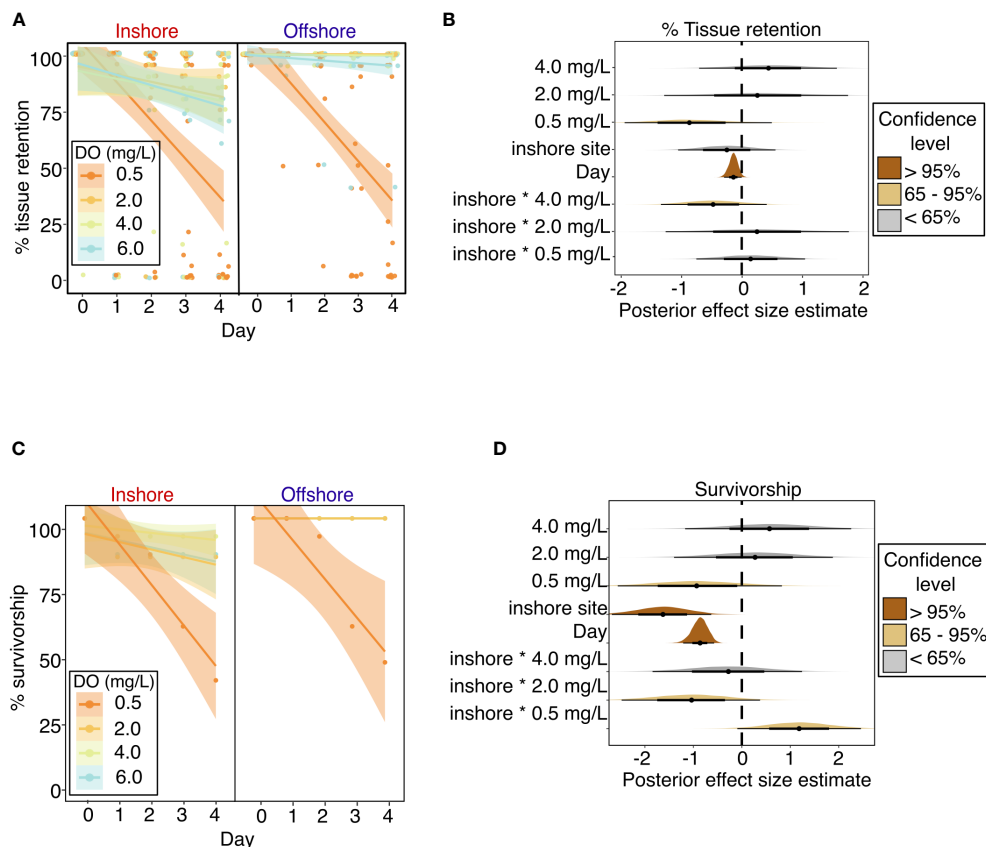 A
Inshore
Offshore
% tissue retention
100
75
50
25
0
DO (mg/L)
0.5
2.0
4.0
6.0
0 1 2 3 4 0 1 2 3 4
Day
B
% Tissue retention
4.0 mg/L
2.0 mg/L
0.5 mg/L
inshore site
Day
inshore * 4.0 mg/L
inshore * 2.0 mg/L
inshore * 0.5 mg/L
-2 -1 0 1 2
Posterior effect size estimate
Confidence
level
> 95%
65 - 95%
< 65%
C
Inshore
Offshore
% survivorship
100
75
50
25
0
DO (mg/L)
0.5
2.0
4.0
6.0
0 1 2 3 4 0 1 2 3 4
Day
D
Survivorship
4.0 mg/L
2.0 mg/L
0.5 mg/L
inshore site
Day
inshore * 4.0 mg/L
inshore * 2.0 mg/L
inshore * 0.5 mg/L
-2 -1 0 1 2
Posterior effect size estimate
Confidence
level
> 95%
65 - 95%
< 65%